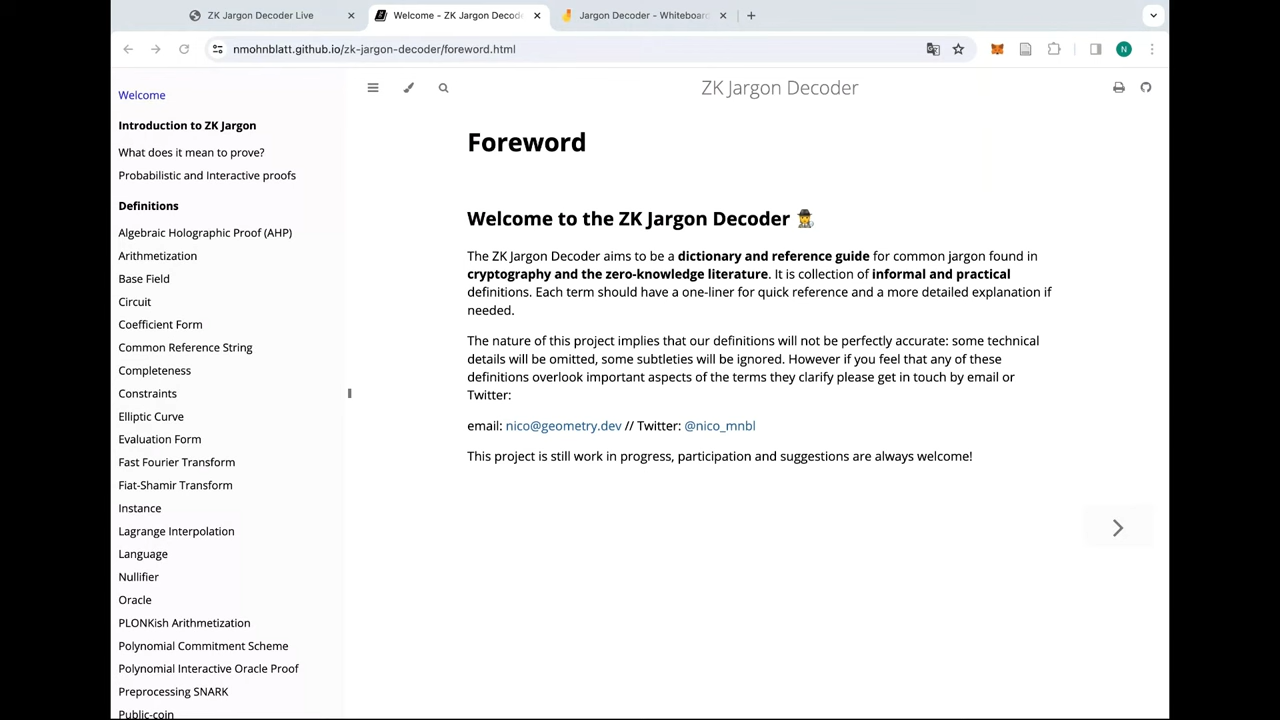 ZK Jargon Decoder Live
Welcome - ZK Jargon Decod
Jargon Decoder - Whiteboar
nmohnblatt.github.io/zk-jargon-decoder/foreword.html
N
Welcome
Introduction to ZK Jargon
What does it mean to prove?
Probabilistic and Interactive proofs
Definitions
Algebraic Holographic Proof (AHP)
Arithmetization
Base Field
Circuit
Coefficient Form
Common Reference String
Completeness
Constraints
Elliptic Curve
Evaluation Form
Fast Fourier Transform
Fiat-Shamir Transform
Instance
Lagrange Interpolation
Language
Nullifier
Oracle
PLONKish Arithmetization
Polynomial Commitment Scheme
Polynomial Interactive Oracle Proof
Preprocessing SNARK
Public-coin
ZK Jargon Decoder
Foreword
Welcome to the ZK Jargon Decoder
The ZK Jargon Decoder aims to be a dictionary and reference guide for common jargon found in
cryptography and the zero-knowledge literature. It is collection of informal and practical
definitions. Each term should have a one-liner for quick reference and a more detailed explanation if
needed.
The nature of this project implies that our definitions will not be perfectly accurate: some technical
details will be omitted, some subtleties will be ignored. However if you feel that any of these
definitions overlook important aspects of the terms they clarify please get in touch by email or
Twitter:
email: nico@geometry.dev // Twitter: @nico_mnbl
This project is still work in progress, participation and suggestions are always welcome!